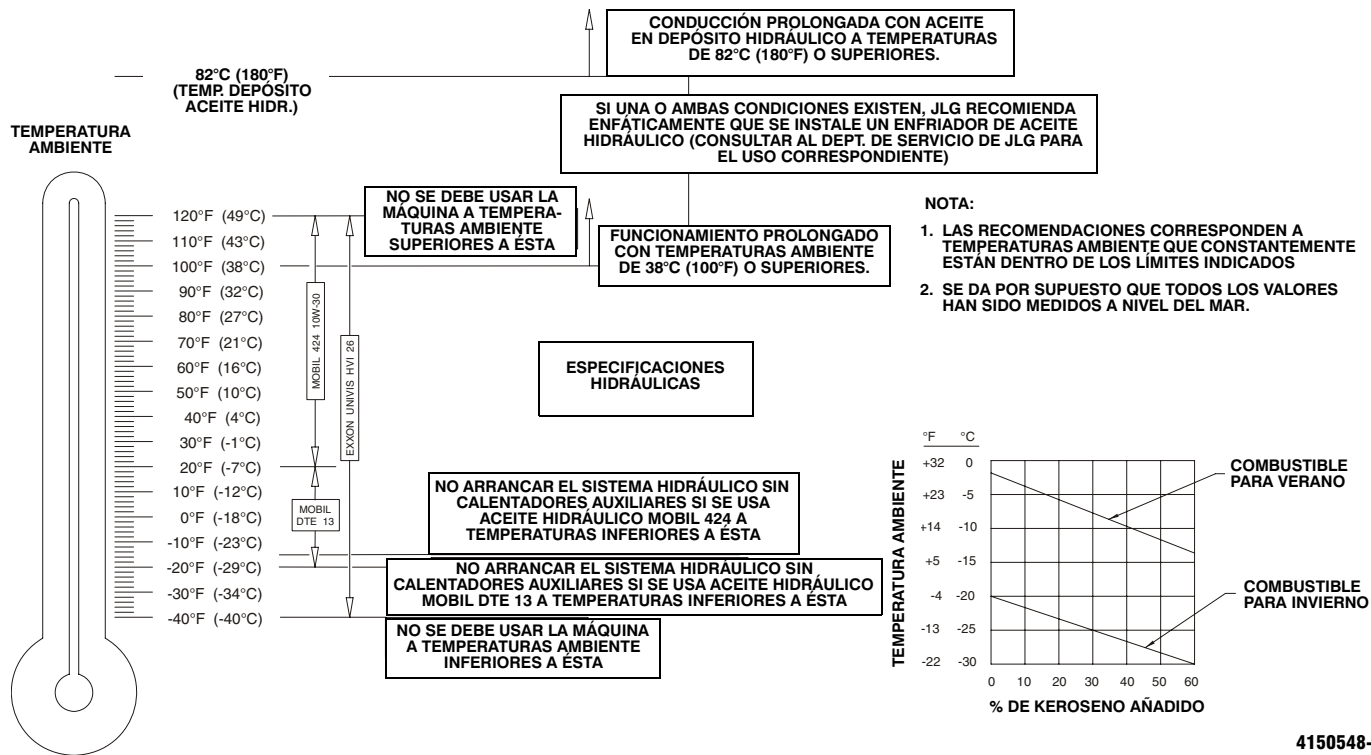 CONDUCCIÓN PROLONGADA CON ACEITE
EN DEPÓSITO HIDRÁULICO A TEMPERATURAS
DE 82°C (180°F) O SUPERIORES.
82°C (180°F)
(TEMP. DEPÓSITO
ACEITE HIDR.)
SI UNA O AMBAS CONDICIONES EXISTEN, JLG RECOMIENDA
ENFÁTICAMENTE QUE SE INSTALE UN ENFRIADOR DE ACEITE
HIDRÁULICO (CONSULTAR AL DEPT. DE SERVICIO DE JLG PARA
EL USO CORRESPONDIENTE)
TEMPERATURA
AMBIENTE
NO SE DEBE USAR LA
MÁQUINA A TEMPERA-
TURAS AMBIENTE
SUPERIORES A ÉSTA
FUNCIONAMIENTO PROLONGADO
CON TEMPERATURAS AMBIENTE
DE 38°C (100°F) O SUPERIORES.
NOTA:
1. LAS RECOMENDACIONES CORRESPONDEN A
TEMPERATURAS AMBIENTE QUE CONSTANTEMENTE
ESTÁN DENTRO DE LOS LÍMITES INDICADOS
2. SE DA POR SUPUESTO QUE TODOS LOS VALORES
HAN SIDO MEDIDOS A NIVEL DEL MAR.
120°F (49°C)
110°F (43°C)
100°F (38°C)
90°F (32°C)
80°F (27°C)
70°F (21°C)
60°F (16°C)
50°F (10°C)
40°F (4°C)
30°F (-1°C)
20°F (-7°C)
10°F (-12°C)
0°F (-18°C)
-10°F (-23°C)
-20°F (-29°C)
-30°F (-34°C)
-40°F (-40°C)
MOBIL 424 10W-30
EXXON UNIVIS HVI 26
MOBIL
DTE 13
ESPECIFICACIONES
HIDRÁULICAS
NO ARRANCAR EL SISTEMA HIDRÁULICO SIN
CALENTADORES AUXILIARES SI SE USA
ACEITE HIDRÁULICO MOBIL 424 A
TEMPERATURAS INFERIORES A ÉSTA
NO ARRANCAR EL SISTEMA HIDRÁULICO SIN
CALENTADORES AUXILIARES SI SE USA ACEITE HIDRÁULICO
MOBIL DTE 13 A TEMPERATURAS INFERIORES A ÉSTA
NO SE DEBE USAR LA MÁQUINA
A TEMPERATURAS AMBIENTE
INFERIORES A ÉSTA
TEMPERATURA AMBIENTE
°F °C
+32 0
+23 -5
+14 -10
+5 -15
-4 -20
-13 -25
-22 -30
0 10 20 30 40 50 60
% DE KEROSENO AÑADIDO
COMBUSTIBLE
PARA VERANO
COMBUSTIBLE
PARA INVIERNO
4150548-